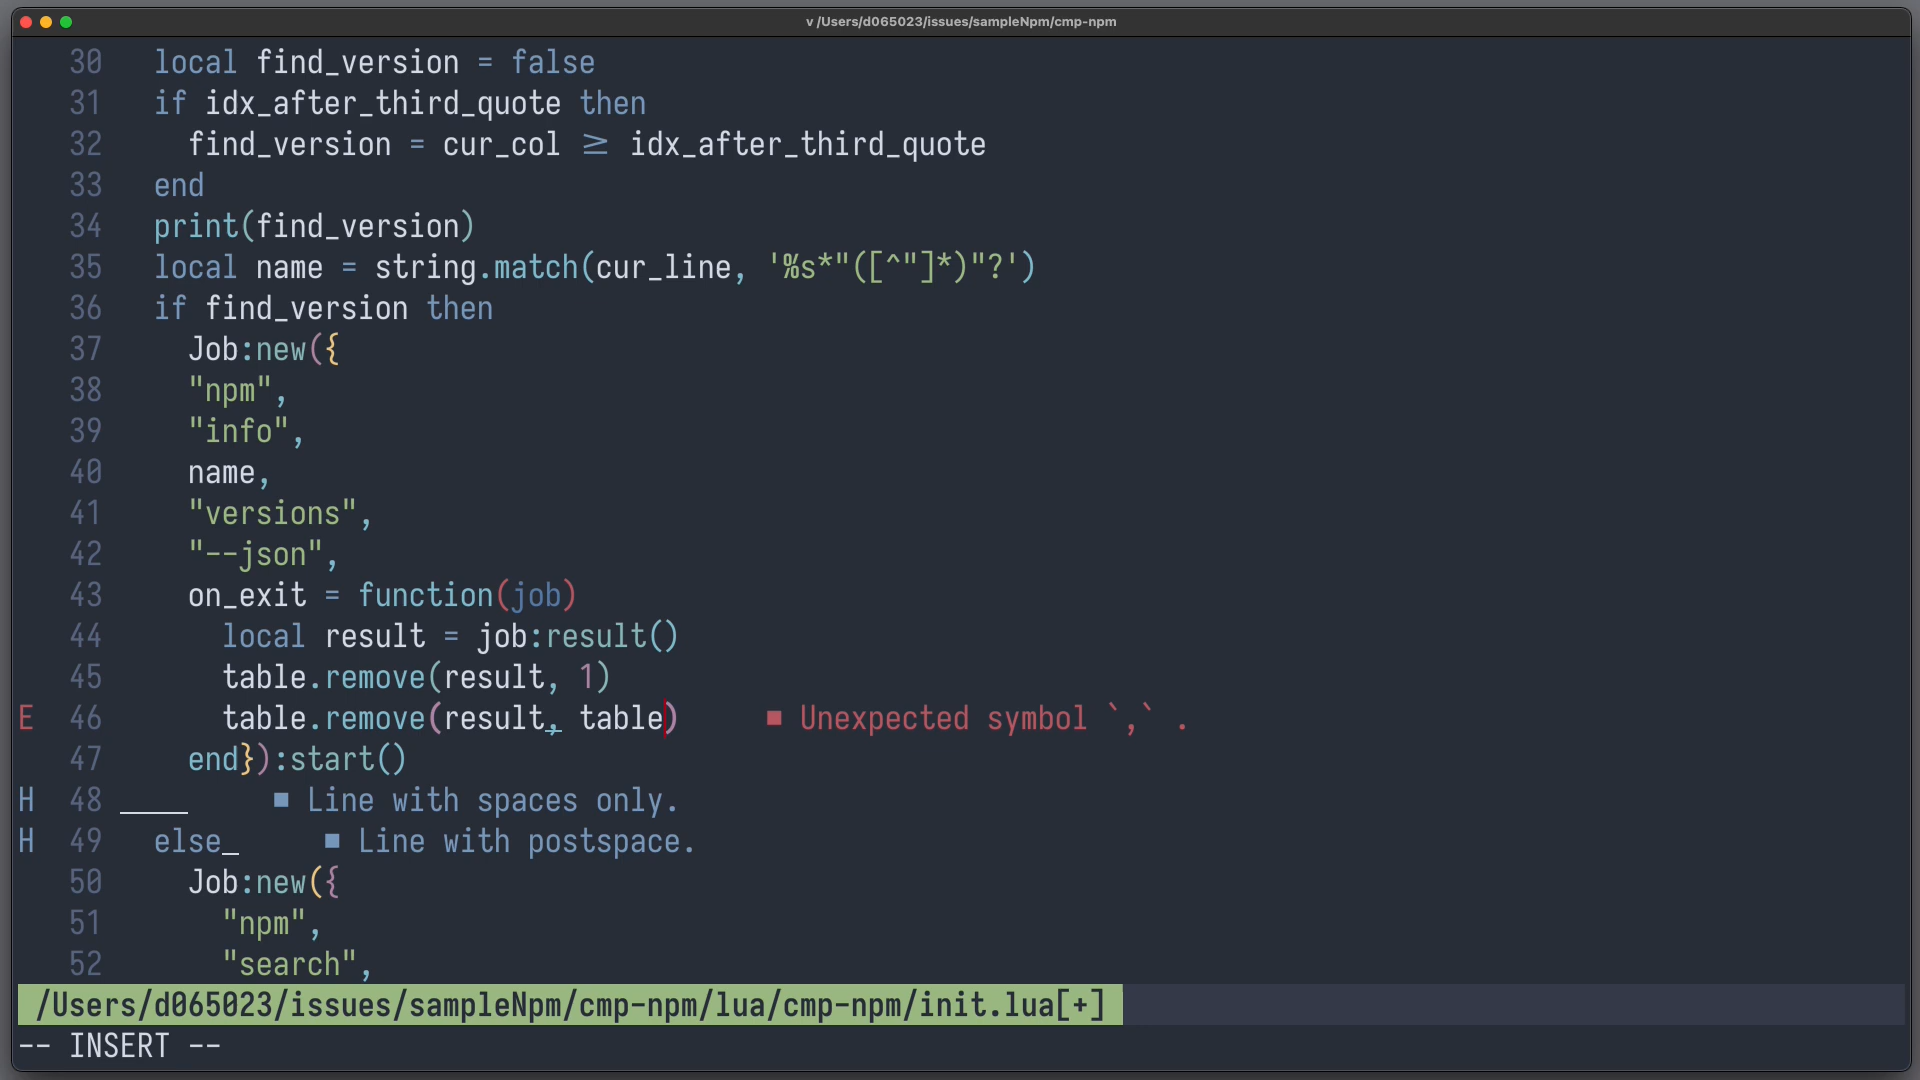 v /Users/d065023/issues/sampleNpm/cmp-npm
30 local find_version = false
31 if idx_after_third_quote then
32 find_version = cur_col ≥ idx_after_third_quote
33 end
34 print(find_version)
35 local name = string.match(cur_line, '%s*"([^"]*)"?')
36 if find_version then
37 Job:new({
38 "npm",
39 "info",
40 name,
41 "versions",
42 "--json",
43 on_exit = function(job)
44 local result = job:result()
45 table.remove(result, 1)
E 46 table.remove(result, table) ■ Unexpected symbol `,` .
47 end}):start()
H 48 ■ Line with spaces only.
H 49 else ■ Line with postspace.
50 Job:new({
51 "npm",
52 "search",
/Users/d065023/issues/sampleNpm/cmp-npm/lua/cmp-npm/init.lua[+]
-- INSERT --